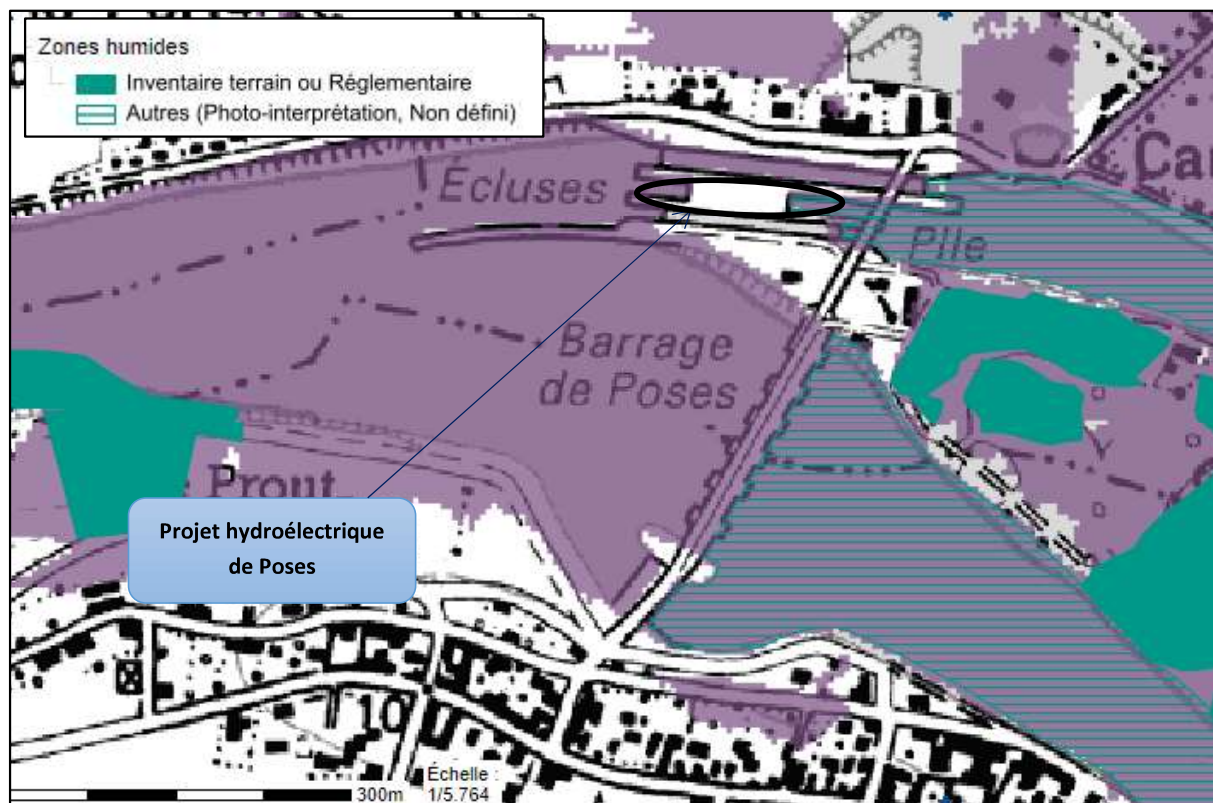 Zones humides
Inventaire terrain ou Réglementaire
Autres (Photo-interprétation, Non défini)
Écluses
Pile
Barrage
de Poses
Prout
Projet hydroélectrique
de Poses
10
300m
Échelle :
1/5.764